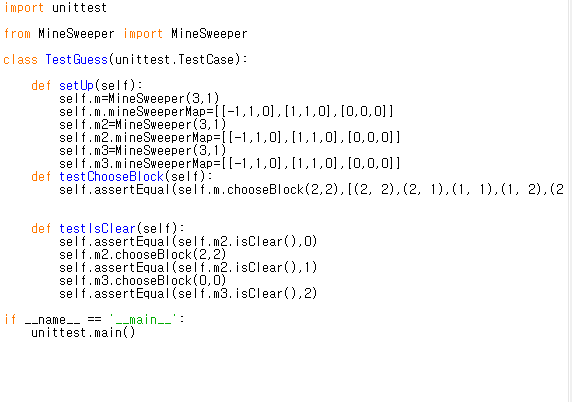 import unittest
from MineSweeper import MineSweeper
class TestGuess(unittest.TestCase):
    def setUp(self):
        self.m=MineSweeper(3,1)
        self.m.mineSweeperMap=[[-1,1,0],[1,1,0],[0,0,0]]
        self.m2=MineSweeper(3,1)
        self.m2.mineSweeperMap=[[-1,1,0],[1,1,0],[0,0,0]]
        self.m3=MineSweeper(3,1)
        self.m3.mineSweeperMap=[[-1,1,0],[1,1,0],[0,0,0]]
    def testChooseBlock(self):
        self.assertEqual(self.m.chooseBlock(2,2),[(2, 2),(2, 1),(1, 1),(1, 2),(2
    def testIsClear(self):
        self.assertEqual(self.m2.isClear(),0)
        self.m2.chooseBlock(2,2)
        self.assertEqual(self.m2.isClear(),1)
        self.m3.chooseBlock(0,0)
        self.assertEqual(self.m3.isClear(),2)
if __name__ == '__main__':
    unittest.main()